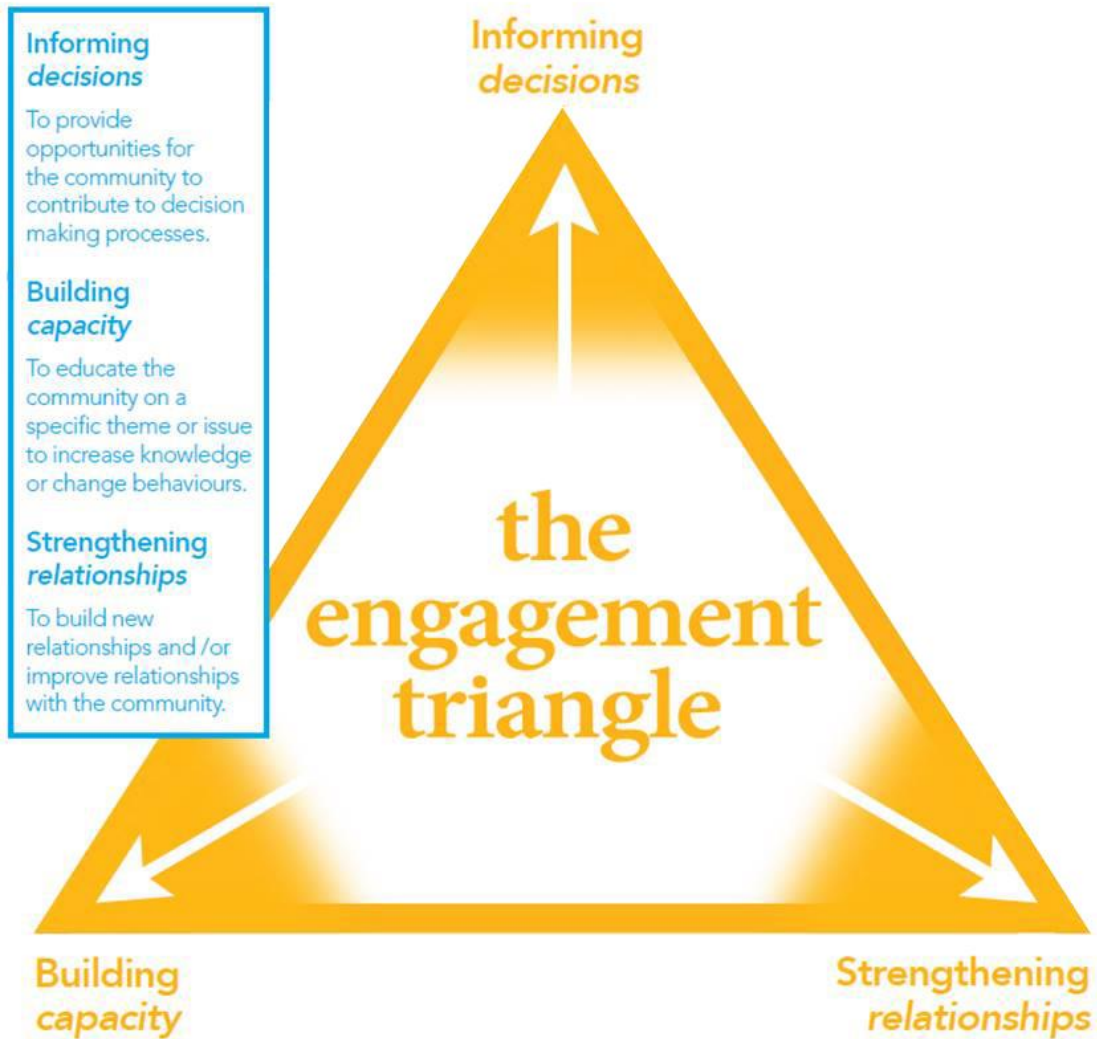 Informing
decisions
To provide
opportunities for
the community to
contribute to decision
making processes.
Building
capacity
To educate the
community on a
specific theme or issue
to increase knowledge
or change behaviours.
Strengthening
relationships
To build new
relationships and /or
improve relationships
with the community.
Informing
decisions
the
engagement
triangle
Building
capacity
Strengthening
relationships